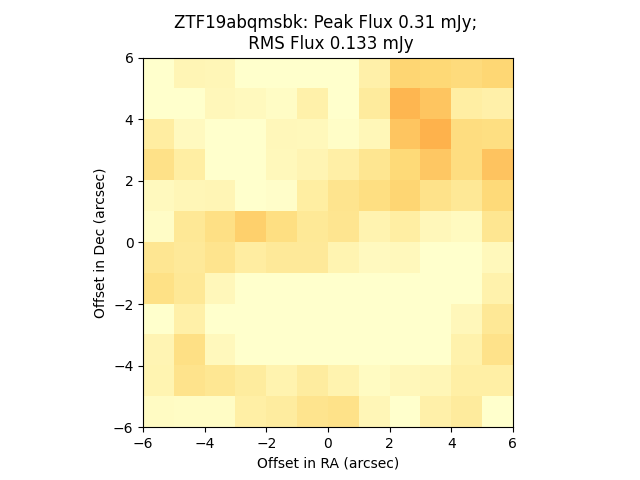 ZTF19abqmsbk: Peak Flux 0.31 mJy;
RMS Flux 0.133 mJy
6
4
2
0
−2
−4
−6
Offset in Dec (arcsec)
−6 −4 −2 0 2 4 6
Offset in RA (arcsec)